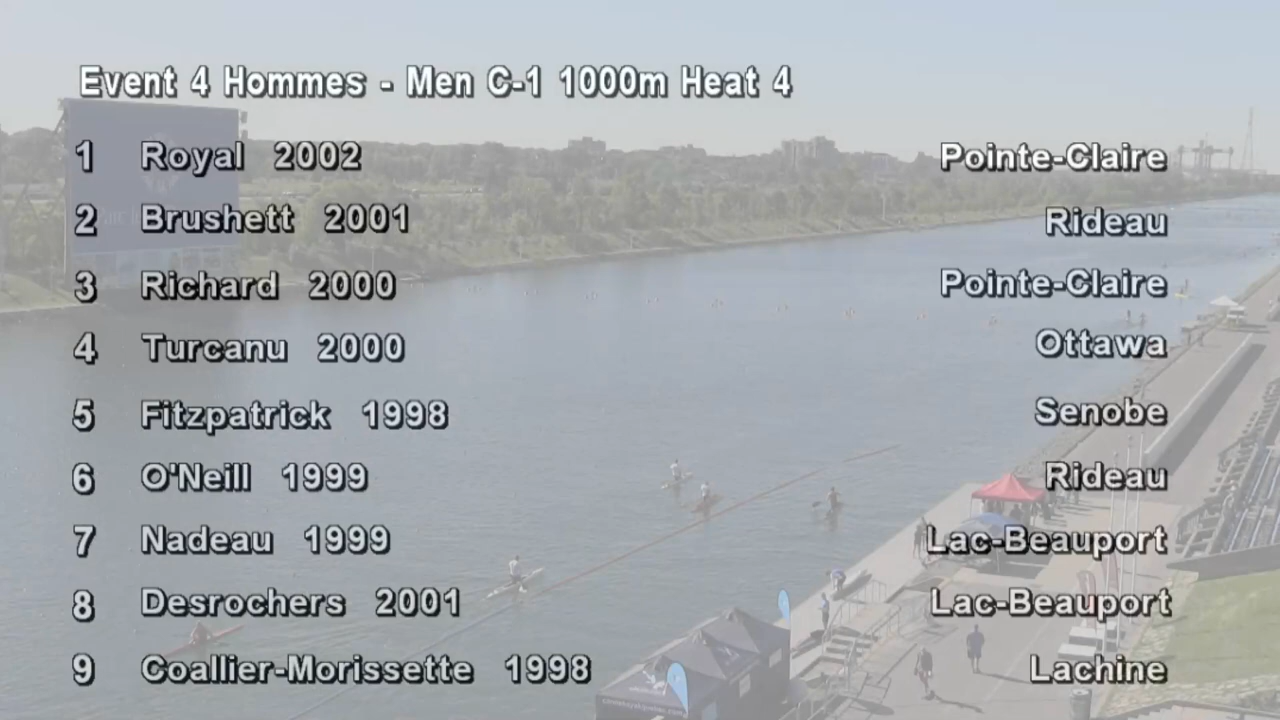 Event 4 Hommes - Men C-1 1000m Heat 4
1 Royal 2002 Pointe-Claire
2 Brushett 2001 Rideau
3 Richard 2000 Pointe-Claire
4 Turcanu 2000 Ottawa
5 Fitzpatrick 1998 Senobe
6 O'Neill 1999 Rideau
7 Nadeau 1999 Lac-Beauport
8 Desrochers 2001 Lac-Beauport
9 Coallier-Morissette 1998 Lachine